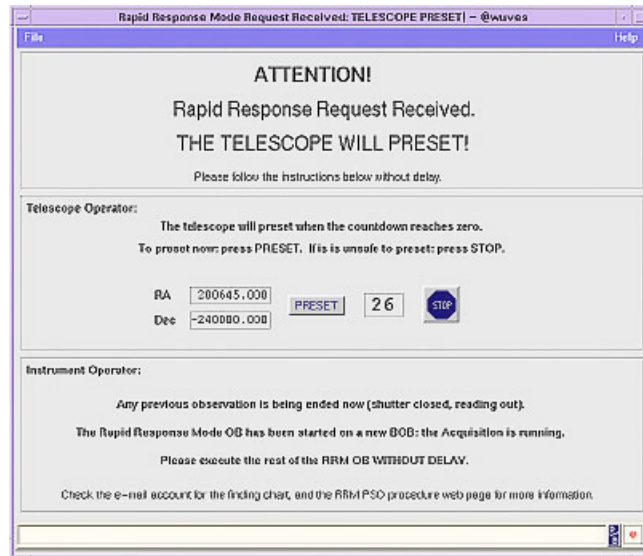 Rapid Response Mode Request Received: TELESCOPE PRESET| - @wuves
File Help
ATTENTION!
Rapid Response Request Received.
THE TELESCOPE WILL PRESET!
Please follow the instructions below without delay.
Telescope Operator:
The telescope will preset when the countdown reaches zero.
To preset now: press PRESET. If is is unsafe to preset: press STOP.
RA 200645.000 PRESET 26 STOP
Dec -240000.000
Instrument Operator:
Any previous observation is being ended now (shutter closed, reading out).
The Rapid Response Mode OB has been started on a new BOB: the Acquisition is running.
Please execute the rest of the RRM OB WITHOUT DELAY.
Check the e-mail account for the finding chart, and the RRM PSO procedure web page for more information.